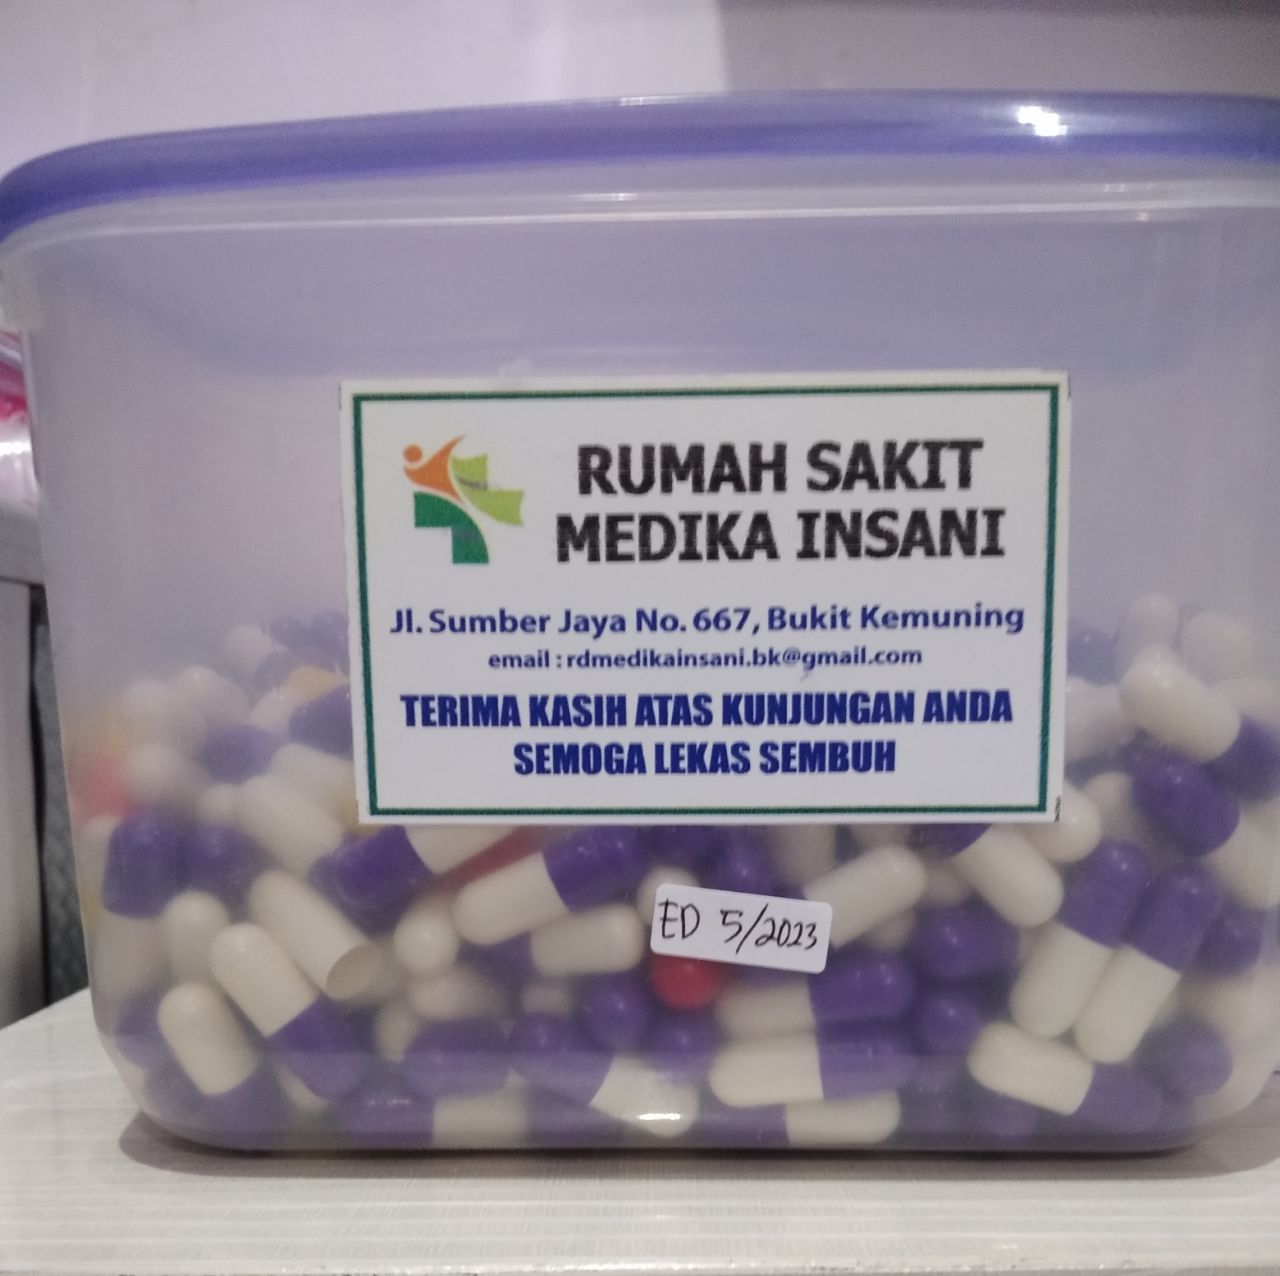 RUMAH SAKIT
MEDIKA INSANI
Jl. Sumber Jaya No. 667, Bukit Kemuning
email : rdmedikainsani.bk@gmail.com
TERIMA KASIH ATAS KUNJUNGAN ANDA
SEMOGA LEKAS SEMBUH
ED 5/2023